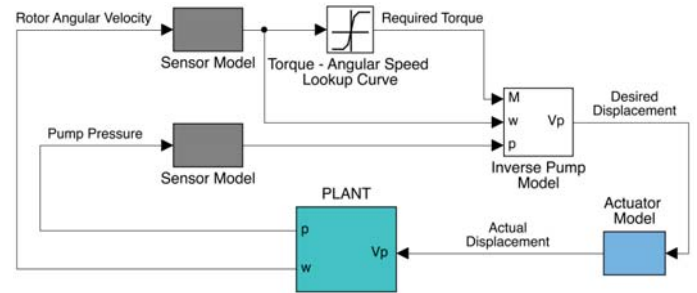 Rotor Angular Velocity
Required Torque
Sensor Model
Torque - Angular Speed
Lookup Curve
M
w
p
Vp
Desired
Displacement
Inverse Pump
Model
Pump Pressure
Sensor Model
PLANT
p
w
Vp
Actual
Displacement
Actuator
Model